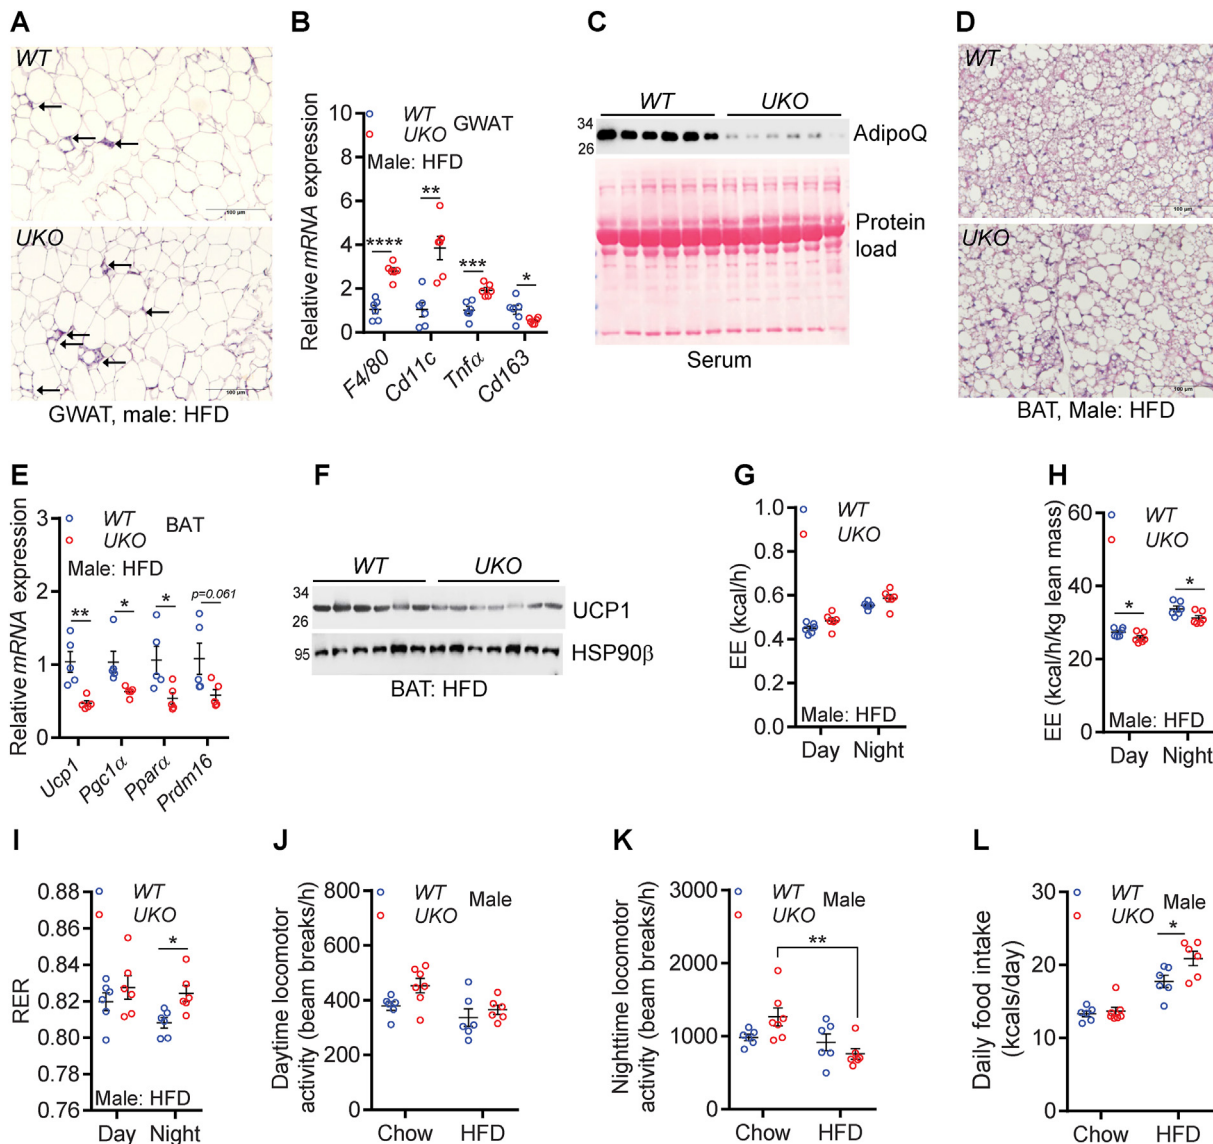 A
WT
100 µm
UKO
100 µm
GWAT, male: HFD
B
Relative mRNA expression
10
8
6
4
2
0
WT
UKO
GWAT
Male: HFD
****
**
***
*
F4/80
Cd11c
Tnfα
Cd163
C
WT
UKO
34
26
AdipoQ
Protein
load
Serum
D
WT
100 µm
UKO
100 µm
BAT, Male: HFD
E
Relative mRNA expression
3
2
1
0
WT
UKO
BAT
Male: HFD
**
*
*
p=0.061
Ucp1
Pgc1α
Pparα
Prdm16
F
WT
UKO
34
26
UCP1
95
HSP90β
BAT: HFD
G
EE (kcal/h)
1.0
0.8
0.6
0.4
0.2
0.0
WT
UKO
Male: HFD
Day
Night
H
EE (kcal/h/kg lean mass)
60
40
20
0
WT
UKO
*
*
Male: HFD
Day
Night
I
RER
0.88
0.86
0.84
0.82
0.80
0.78
0.76
WT
UKO
*
Male: HFD
Day
Night
J
Daytime locomotor
activity (beam breaks/h)
800
600
400
200
0
WT
UKO
Male
Chow
HFD
K
Nighttime locomotor
activity (beam breaks/h)
3000
2000
1000
0
WT
UKO
Male
**
Chow
HFD
L
Daily food intake
(kcals/day)
30
20
10
0
WT
UKO
Male
*
Chow
HFD